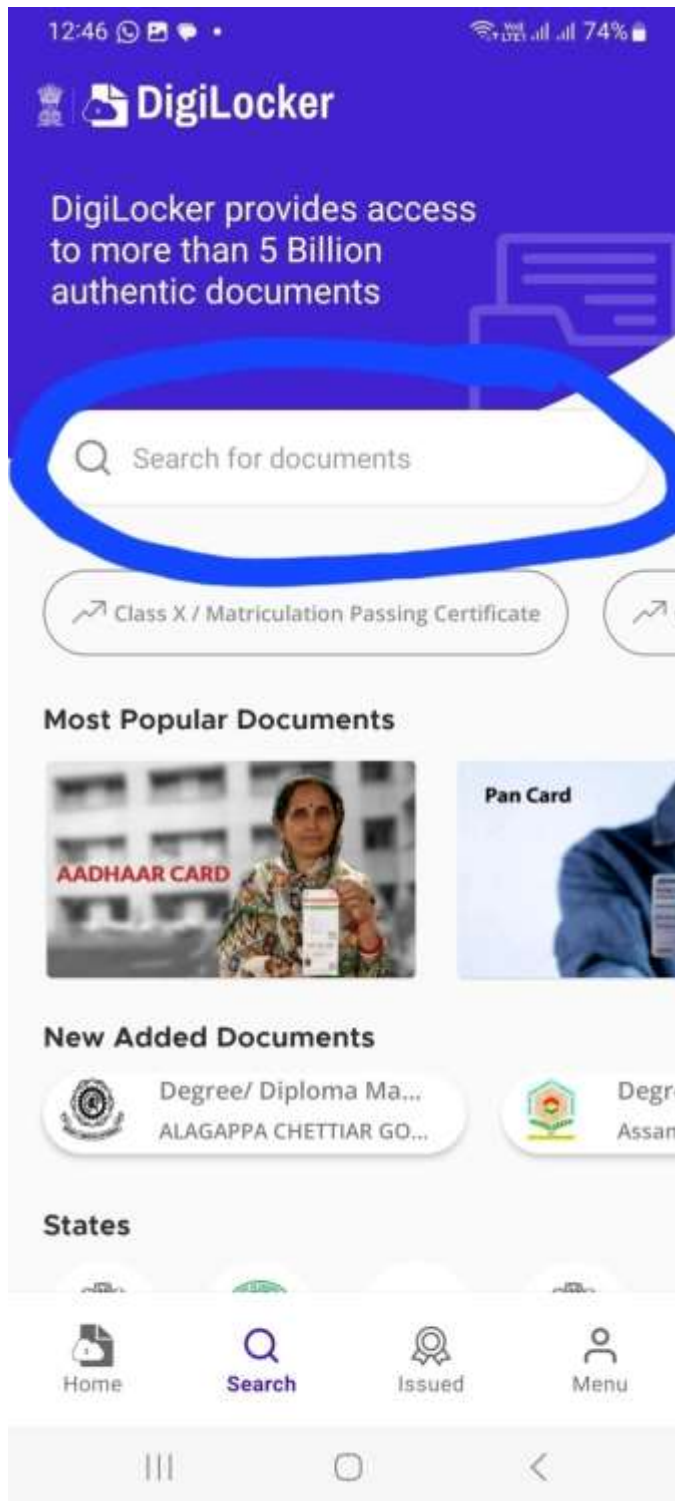 12:46
74%
DigiLocker
DigiLocker provides access
to more than 5 Billion
authentic documents
Search for documents
Class X / Matriculation Passing Certificate
Most Popular Documents
AADHAAR CARD
Pan Card
New Added Documents
Degree/ Diploma Ma...
ALAGAPPA CHETTIAR GO...
Degr
Assan
States
Home
Search
Issued
Menu